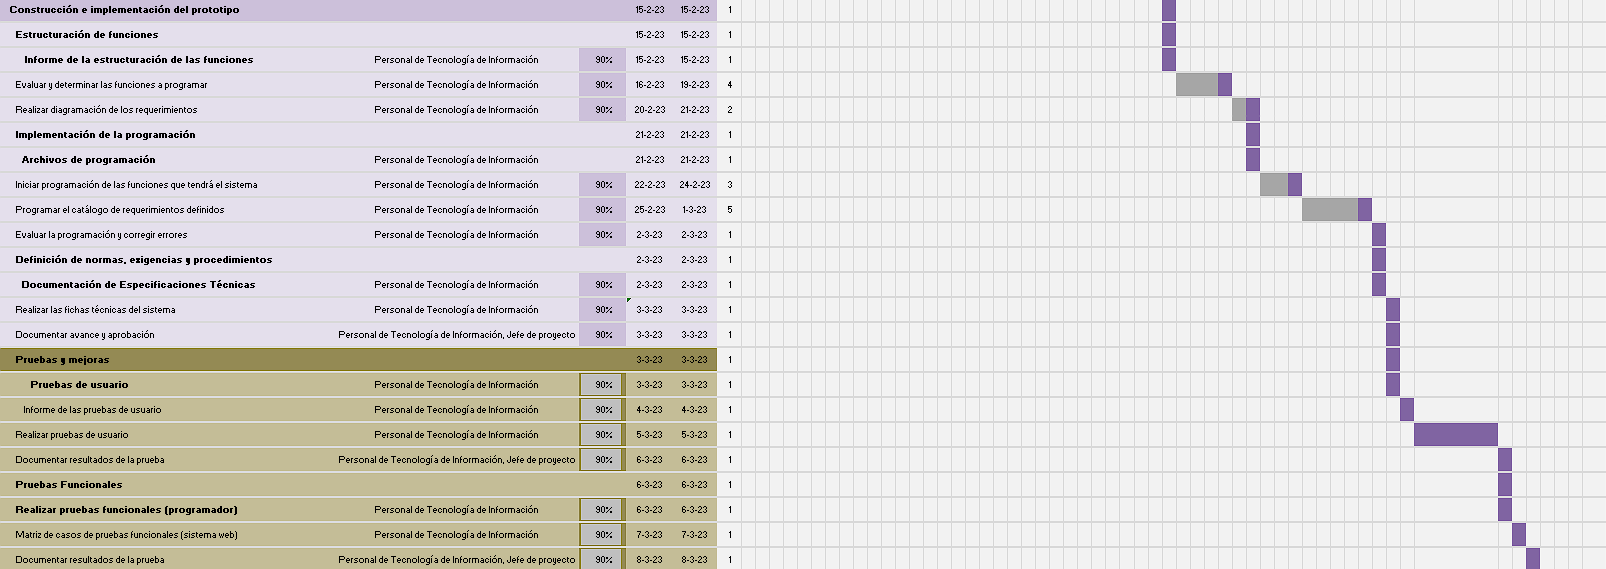 Construcción e implementación del prototipo 15-2-23 15-2-23 1
Estructuración de funciones 15-2-23 15-2-23 1
Informe de la estructuración de las funciones Personal de Tecnología de Información 90% 15-2-23 15-2-23 1
Evaluar y determinar las funciones a programar Personal de Tecnología de Información 90% 16-2-23 19-2-23 4
Realizar diagramación de los requerimientos Personal de Tecnología de Información 90% 20-2-23 21-2-23 2
Implementación de la programación 21-2-23 21-2-23 1
Archivos de programación Personal de Tecnología de Información 21-2-23 21-2-23 1
Iniciar programación de las funciones que tendrá el sistema Personal de Tecnología de Información 90% 22-2-23 24-2-23 3
Programar el catálogo de requerimientos definidos Personal de Tecnología de Información 90% 25-2-23 1-3-23 5
Evaluar la programación y corregir errores Personal de Tecnología de Información 90% 2-3-23 2-3-23 1
Definición de normas, exigencias y procedimientos 2-3-23 2-3-23 1
Documentación de Especificaciones Técnicas Personal de Tecnología de Información 90% 2-3-23 2-3-23 1
Realizar las fichas técnicas del sistema Personal de Tecnología de Información 90% 3-3-23 3-3-23 1
Documentar avance y aprobación Personal de Tecnología de Información, Jefe de proyecto 90% 3-3-23 3-3-23 1
Pruebas y mejoras 3-3-23 3-3-23 1
Pruebas de usuario Personal de Tecnología de Información 90% 3-3-23 3-3-23 1
Informe de las pruebas de usuario Personal de Tecnología de Información 90% 4-3-23 4-3-23 1
Realizar pruebas de usuario Personal de Tecnología de Información 90% 5-3-23 5-3-23 1
Documentar resultados de la prueba Personal de Tecnología de Información, Jefe de proyecto 90% 6-3-23 6-3-23 1
Pruebas Funcionales 6-3-23 6-3-23 1
Realizar pruebas funcionales (programador) Personal de Tecnología de Información 90% 6-3-23 6-3-23 1
Matriz de casos de pruebas funcionales (sistema web) Personal de Tecnología de Información 90% 7-3-23 7-3-23 1
Documentar resultados de la prueba Personal de Tecnología de Información, Jefe de proyecto 90% 8-3-23 8-3-23 1